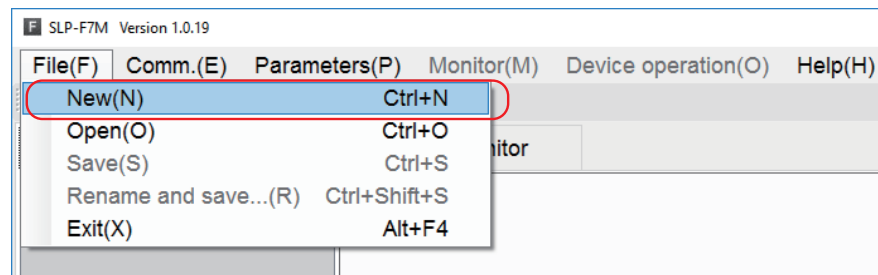 F SLP-F7M Version 1.0.19
File(F) Comm.(E) Parameters(P) Monitor(M) Device operation(O) Help(H)
New(N) Ctrl+N
Open(O) Ctrl+O
nitor
Save(S) Ctrl+S
Rename and save...(R) Ctrl+Shift+S
Exit(X) Alt+F4